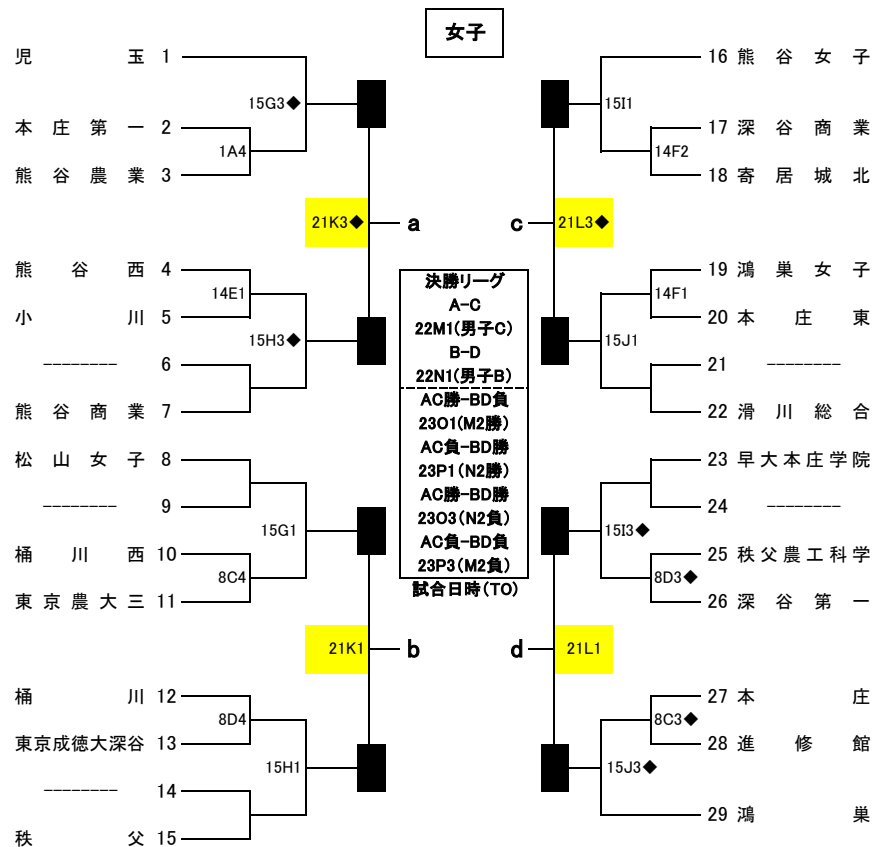 女子
児玉 1
15G3◆
本庄第一 2
1A4
熊谷農業 3
21K3◆
a
熊谷西 4
14E1
小川 5
15H3◆
-------- 6
熊谷商業 7
松山女子 8
-------- 9
15G1
桶川西 10
8C4
東京農大三 11
21K1
b
桶川 12
8D4
東京成徳大深谷 13
15H1
-------- 14
秩父 15
決勝リーグ
A-C
22M1(男子C)
B-D
22N1(男子B)
AC勝-BD負
23O1(M2勝)
AC負-BD勝
23P1(N2勝)
AC勝-BD勝
23O3(N2負)
AC負-BD負
23P3(M2負)
試合日時(TO)
16 熊谷女子
15I1
17 深谷商業
14F2
18 寄居城北
c
21L3◆
19 鴻巣女子
14F1
20 本庄東
15J1
21 --------
22 滑川総合
23 早大本庄学院
24 --------
15I3◆
25 秩父農工科学
8D3◆
26 深谷第一
d
21L1
27 本庄
8C3◆
28 進修館
15J3◆
29 鴻巣